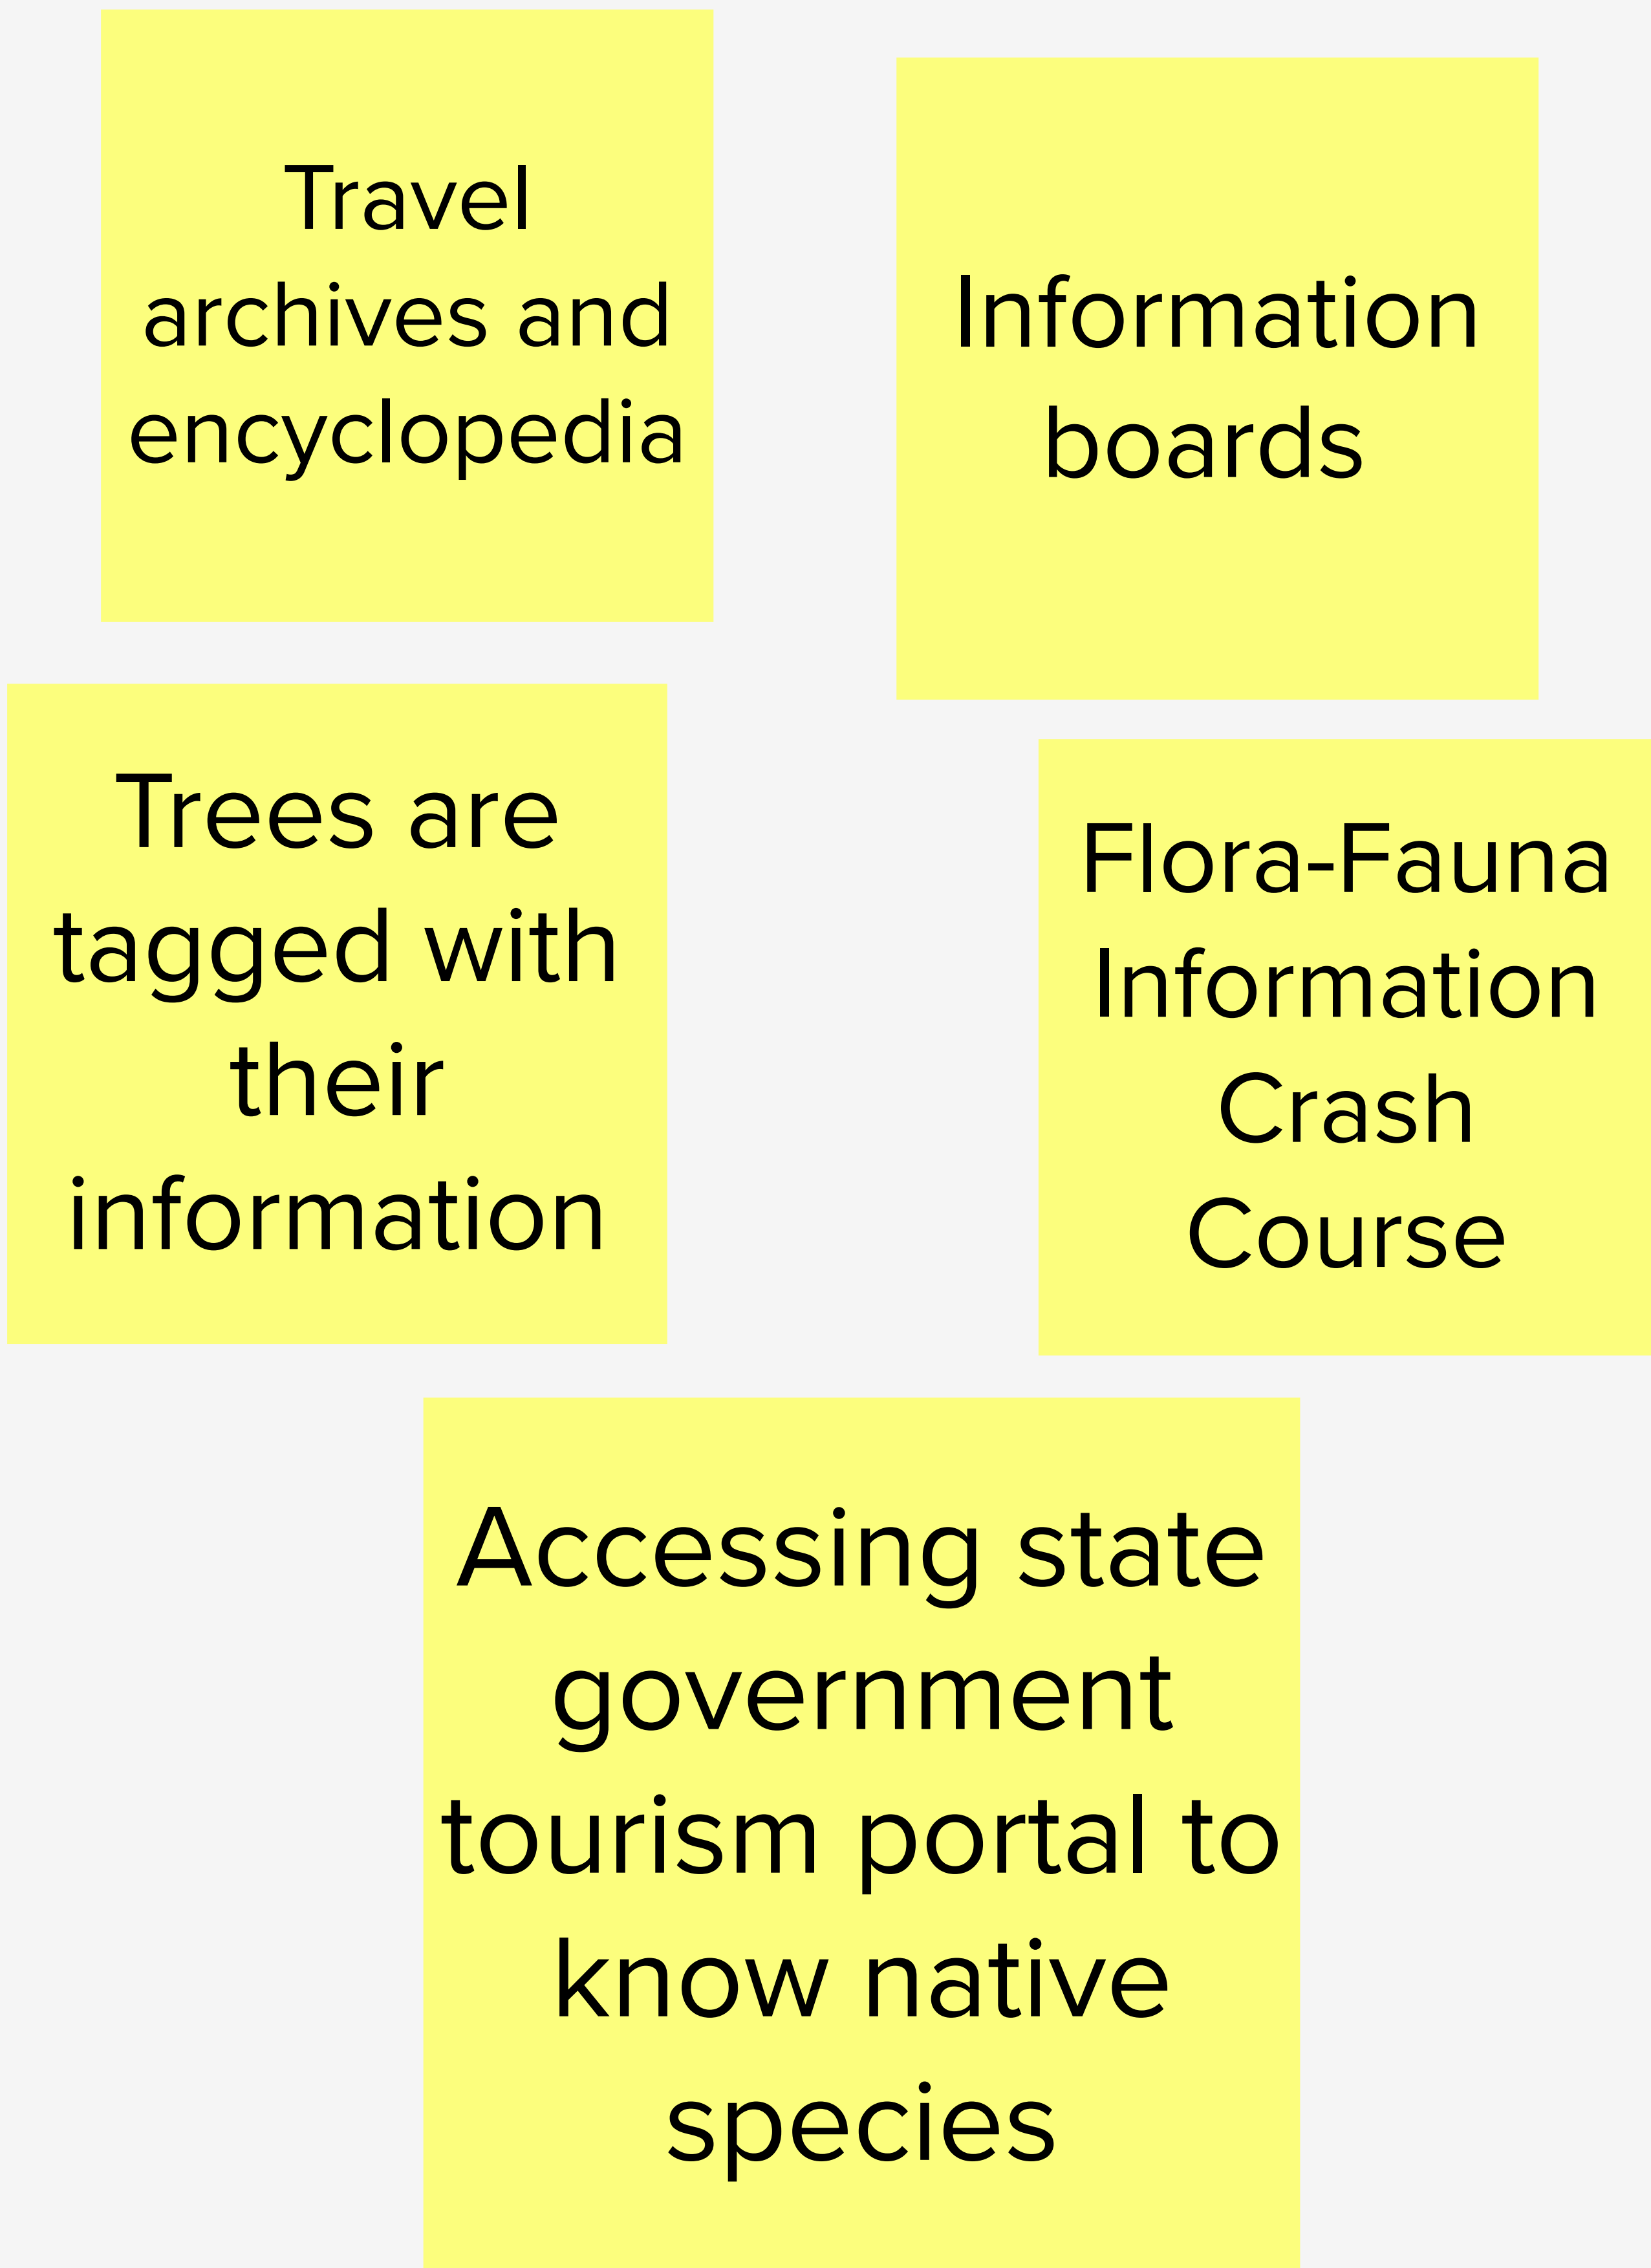 Travel
archives and
encyclopedia
Information
boards
Trees are
tagged with
their
information
Flora-Fauna
Information
Crash
Course
Accessing state
government
tourism portal to
know native
species